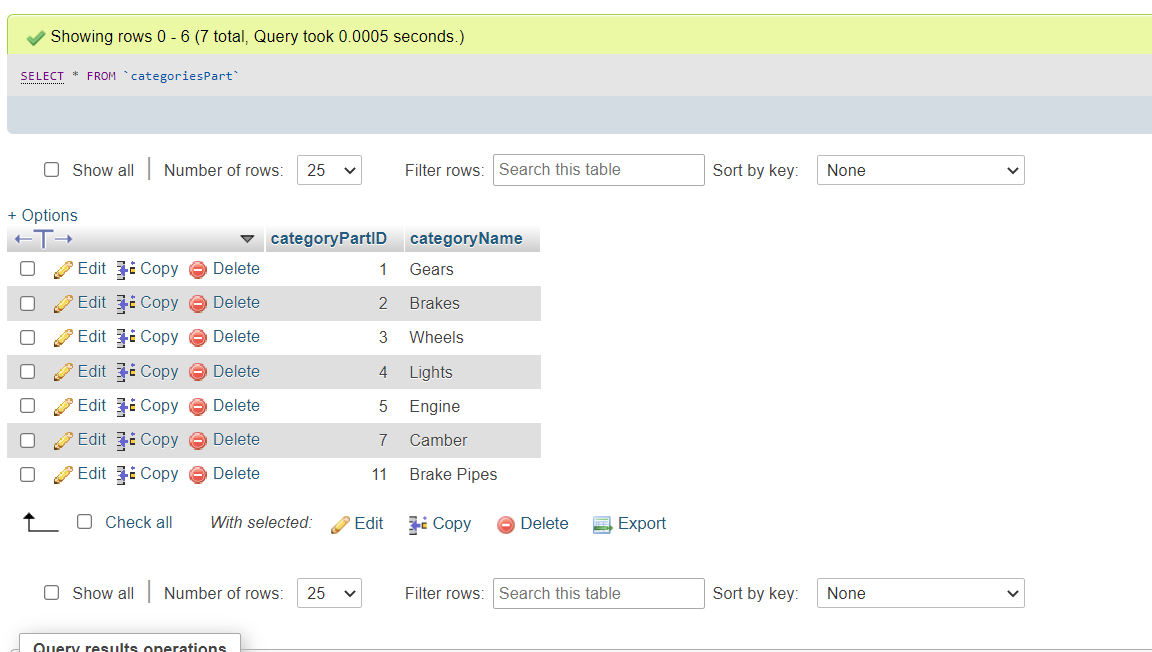 Showing rows 0 - 6 (7 total, Query took 0.0005 seconds.)
SELECT * FROM `categoriesPart`
Show all Number of rows: 25 Filter rows: Search this table Sort by key: None
+ Options
categoryPartID categoryName
Edit Copy Delete 1 Gears
Edit Copy Delete 2 Brakes
Edit Copy Delete 3 Wheels
Edit Copy Delete 4 Lights
Edit Copy Delete 5 Engine
Edit Copy Delete 7 Camber
Edit Copy Delete 11 Brake Pipes
Check all With selected: Edit Copy Delete Export
Show all Number of rows: 25 Filter rows: Search this table Sort by key: None
Query results operations